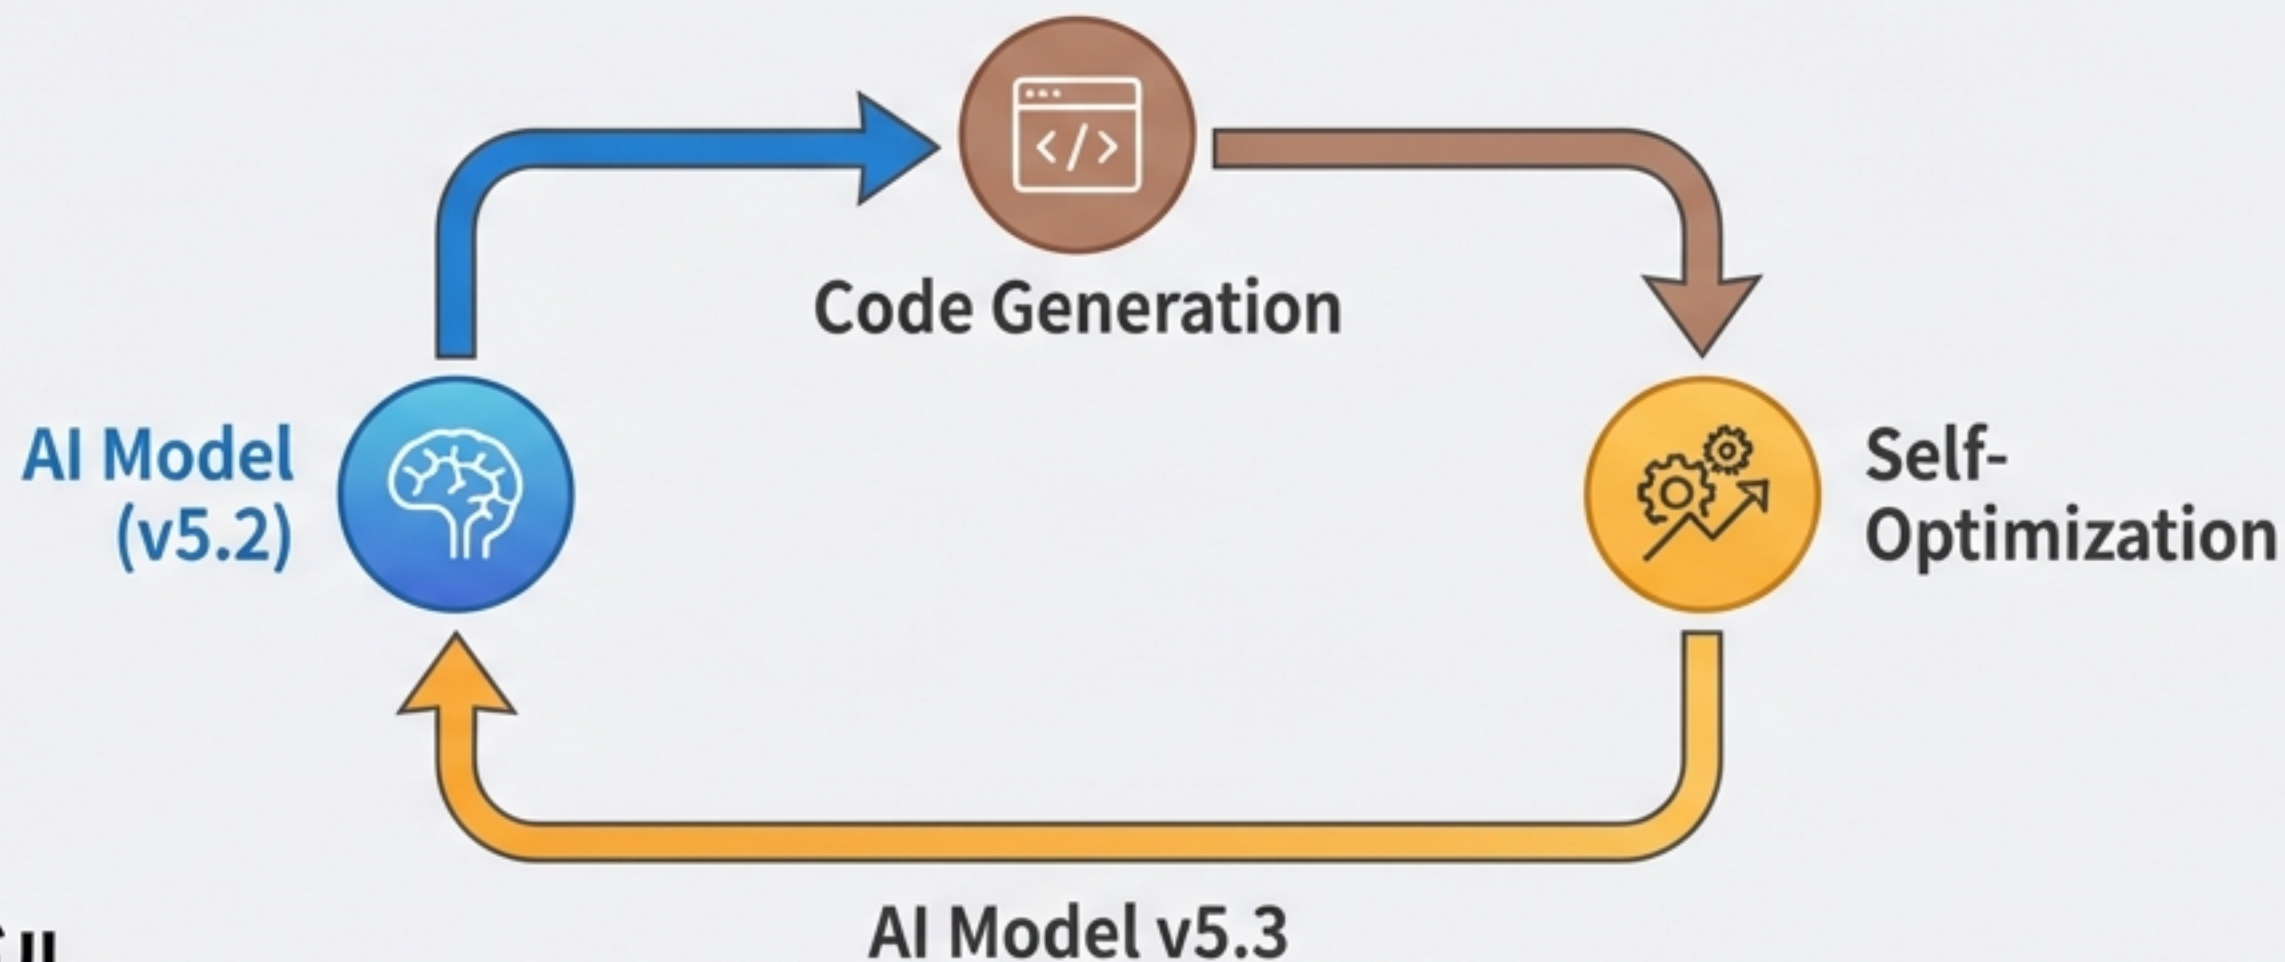 </>
Code Generation
AI Model
(v5.2)
Self-
Optimization
AI Model v5.3